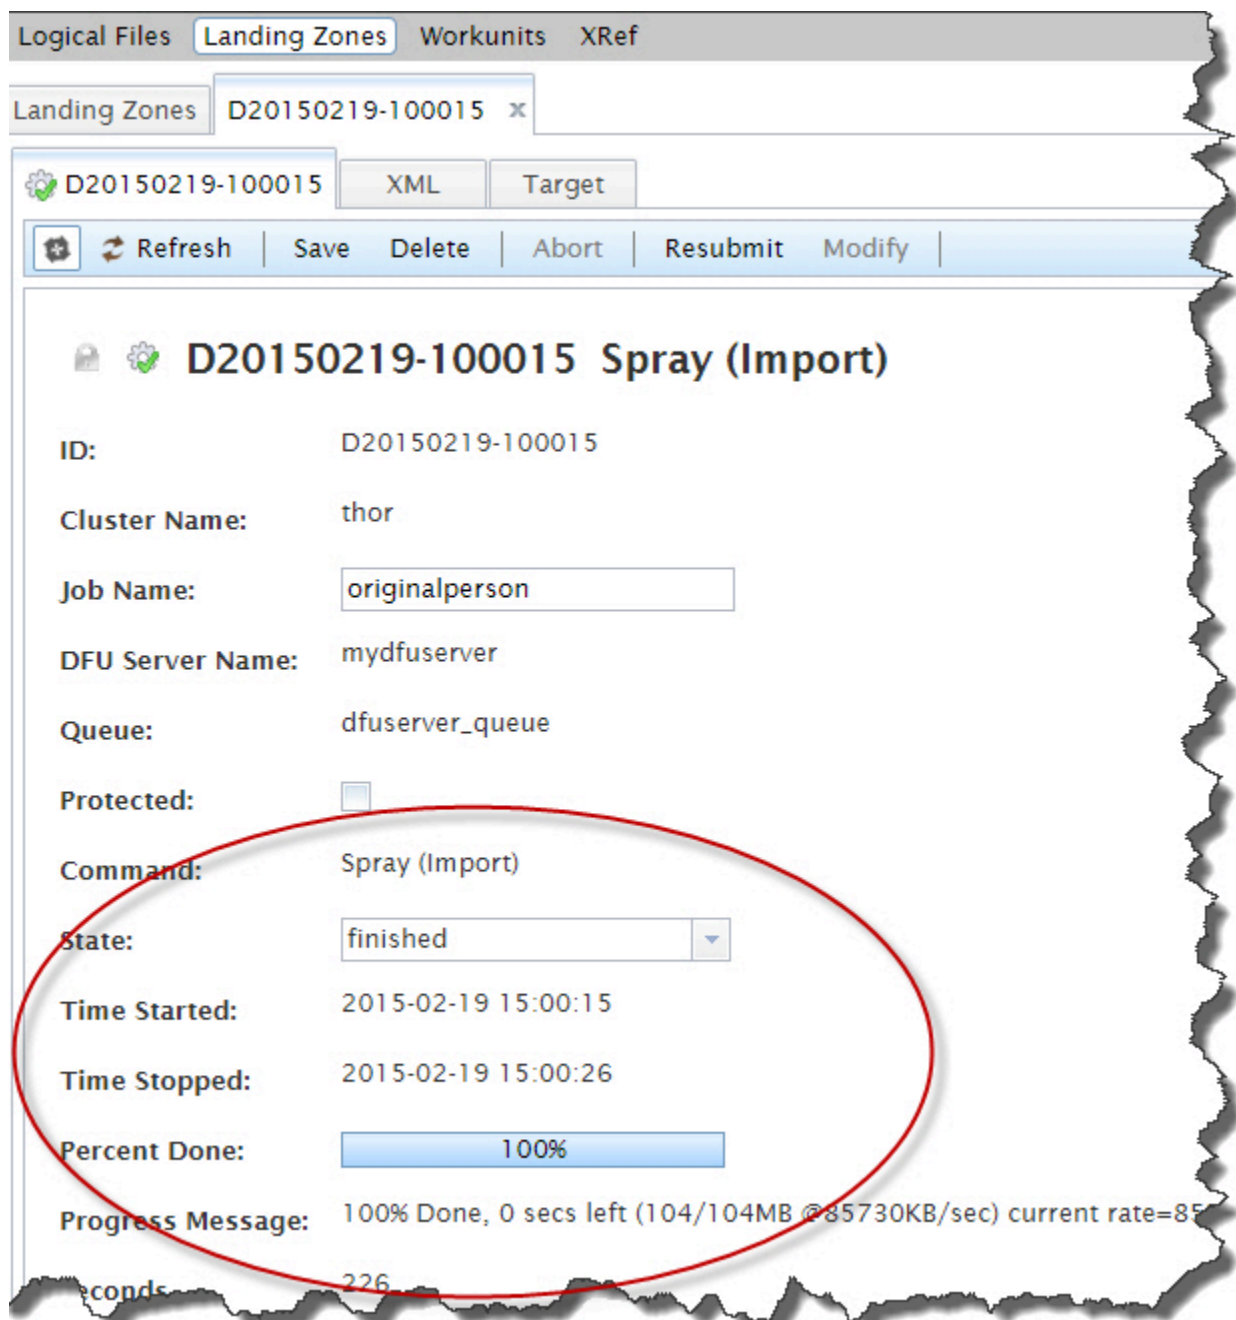 Logical Files Landing Zones Workunits XRef
Landing Zones D20150219-100015 x
D20150219-100015 XML Target
Refresh Save Delete Abort Resubmit Modify
D20150219-100015 Spray (Import)
ID: D20150219-100015
Cluster Name: thor
Job Name: originalperson
DFU Server Name: mydfuserver
Queue: dfuserver_queue
Protected:
Command: Spray (Import)
State: finished
Time Started: 2015-02-19 15:00:15
Time Stopped: 2015-02-19 15:00:26
Percent Done: 100%
Progress Message: 100% Done, 0 secs left (104/104MB @85730KB/sec) current rate=85
226